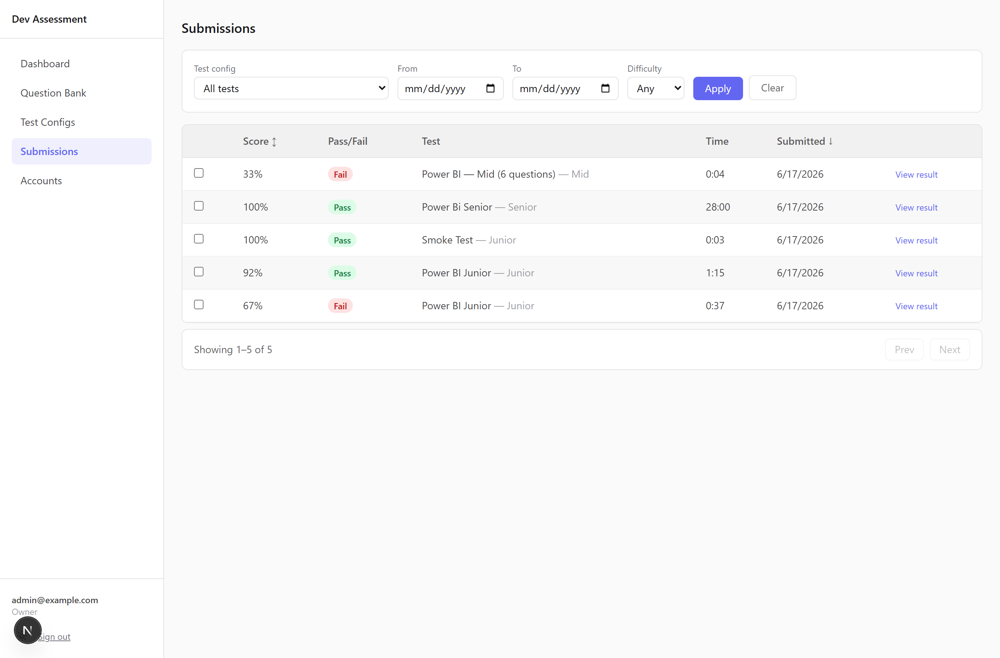 Dev Assessment
Dashboard
Question Bank
Test Configs
Submissions
Accounts
admin@example.com
Owner
N
Sign out
Submissions
Test config From To Difficulty
All tests mm/dd/yyyy mm/dd/yyyy Any Apply Clear
Score ↕ Pass/Fail Test Time Submitted ↓
33% Fail Power BI — Mid (6 questions) — Mid 0:04 6/17/2026 View result
100% Pass Power Bi Senior — Senior 28:00 6/17/2026 View result
100% Pass Smoke Test — Junior 0:03 6/17/2026 View result
92% Pass Power BI Junior — Junior 1:15 6/17/2026 View result
67% Fail Power BI Junior — Junior 0:37 6/17/2026 View result
Showing 1–5 of 5 Prev Next